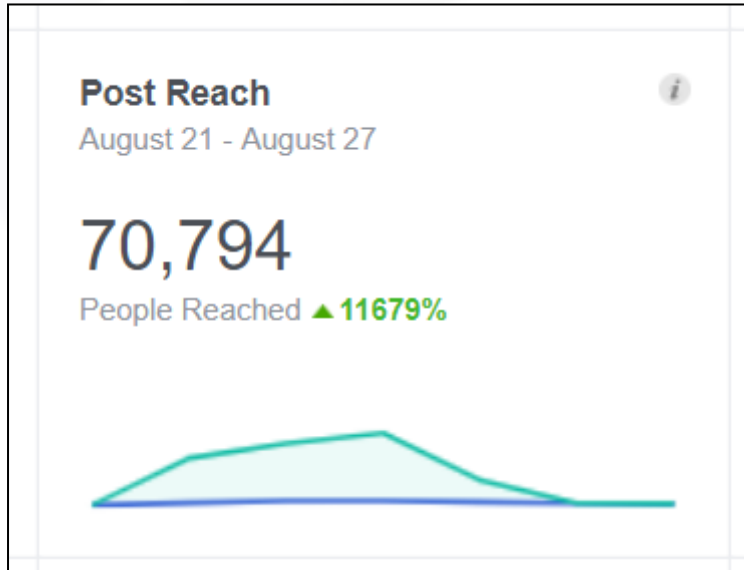 Post Reach
i
August 21 - August 27
70,794
People Reached ▲ 11679%